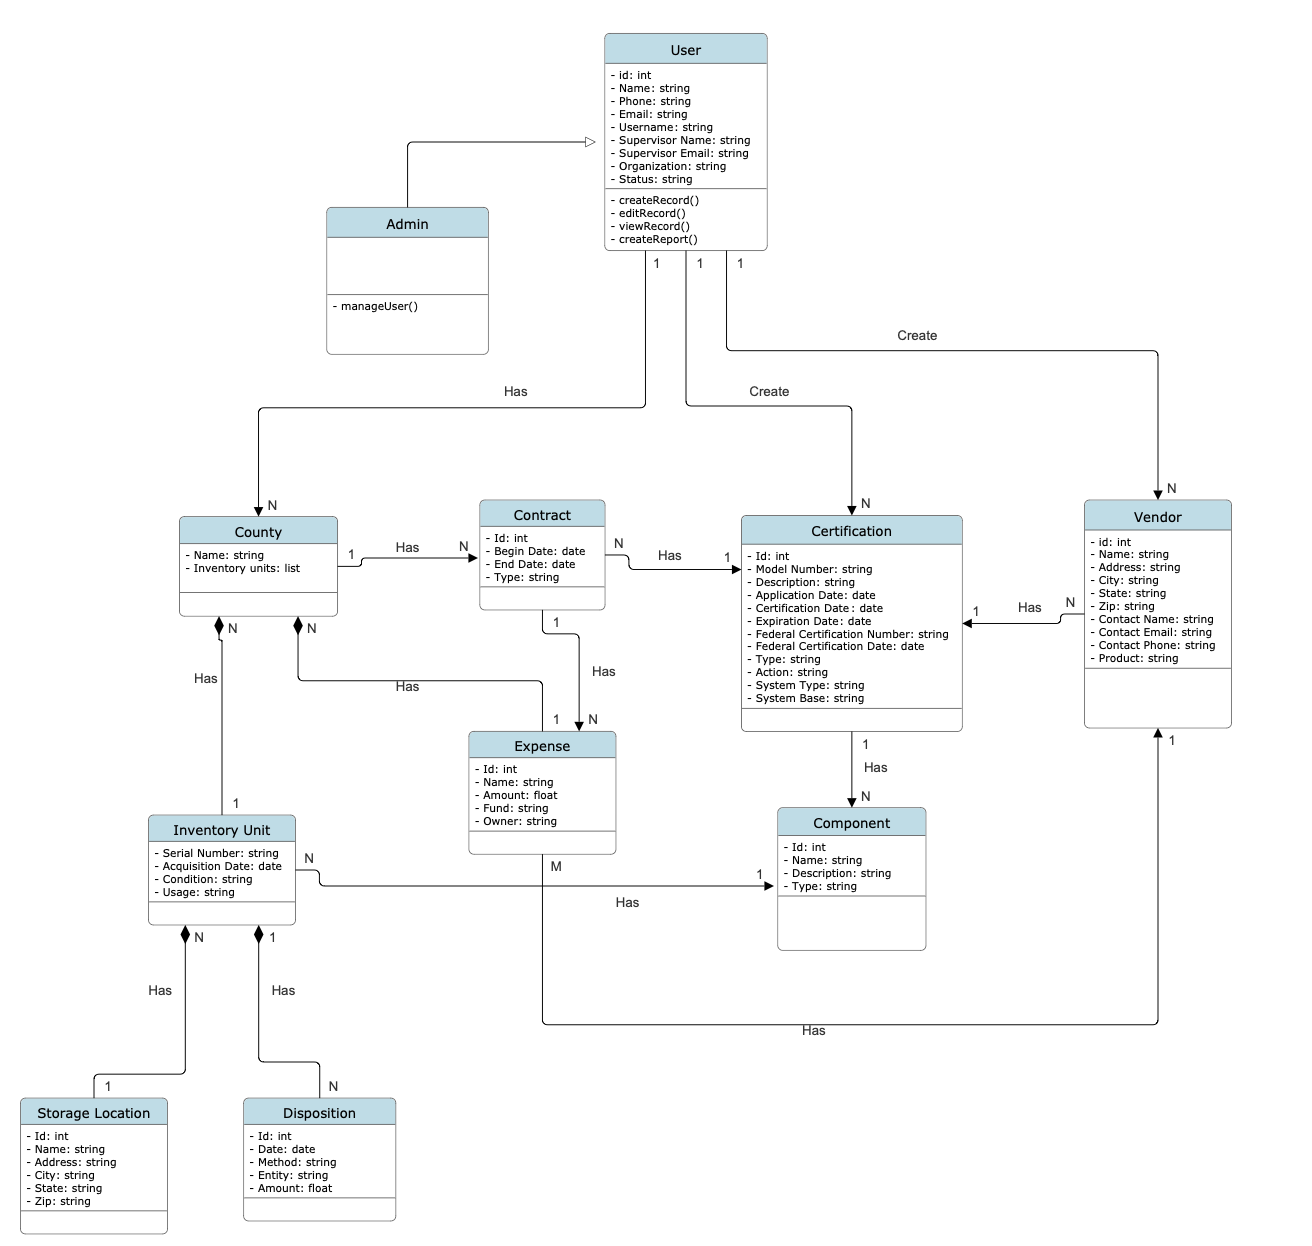 User
- id: int
- Name: string
- Phone: string
- Email: string
- Username: string
- Supervisor Name: string
- Supervisor Email: string
- Organization: string
- Status: string
- createRecord()
- editRecord()
- viewRecord()
- createReport()
Admin
- manageUser()
1
1
1
Create
Has
Create
N
N
N
County
- Name: string
- Inventory units: list
1
Has
N
Contract
- Id: int
- Begin Date: date
- End Date: date
- Type: string
N
Has
1
Certification
- Id: int
- Model Number: string
- Description: string
- Application Date: date
- Certification Date: date
- Expiration Date: date
- Federal Certification Number: string
- Federal Certification Date: date
- Type: string
- Action: string
- System Type: string
- System Base: string
1
Has
N
Vendor
- id: int
- Name: string
- Address: string
- City: string
- State: string
- Zip: string
- Contact Name: string
- Contact Email: string
- Contact Phone: string
- Product: string
N
N
1
Has
Has
Has
1
N
1
Expense
- Id: int
- Name: string
- Amount: float
- Fund: string
- Owner: string
1
Has
N
1
Inventory Unit
- Serial Number: string
- Acquisition Date: date
- Condition: string
- Usage: string
Component
- Id: int
- Name: string
- Description: string
- Type: string
N
M
1
Has
N
1
Has
Has
Has
1
N
Storage Location
- Id: int
- Name: string
- Address: string
- City: string
- State: string
- Zip: string
Disposition
- Id: int
- Date: date
- Method: string
- Entity: string
- Amount: float